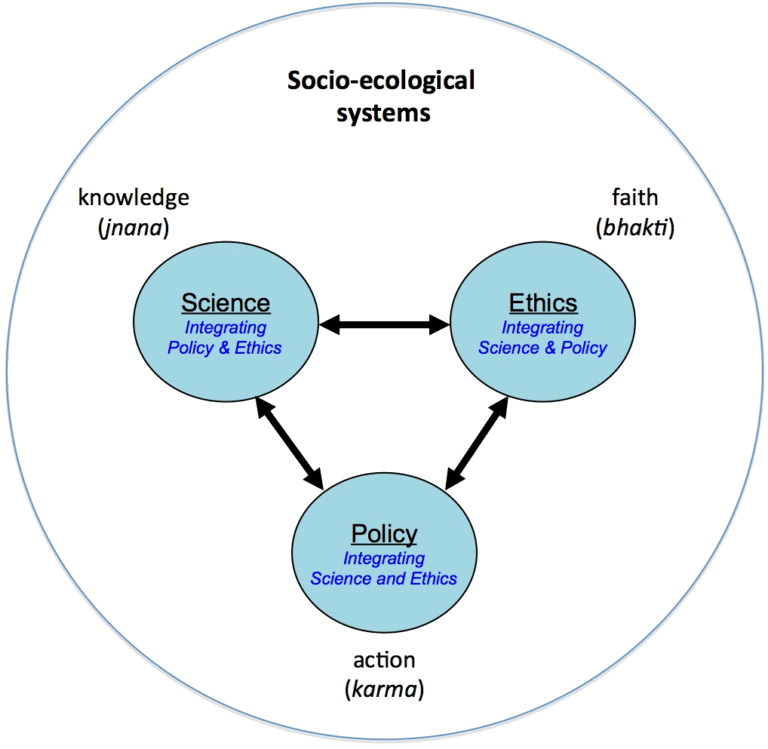 Socio-ecological
systems
knowledge
(jnana)
faith
(bhakti)
Science
Integrating
Policy & Ethics
Ethics
Integrating
Science & Policy
Policy
Integrating
Science and Ethics
action
(karma)